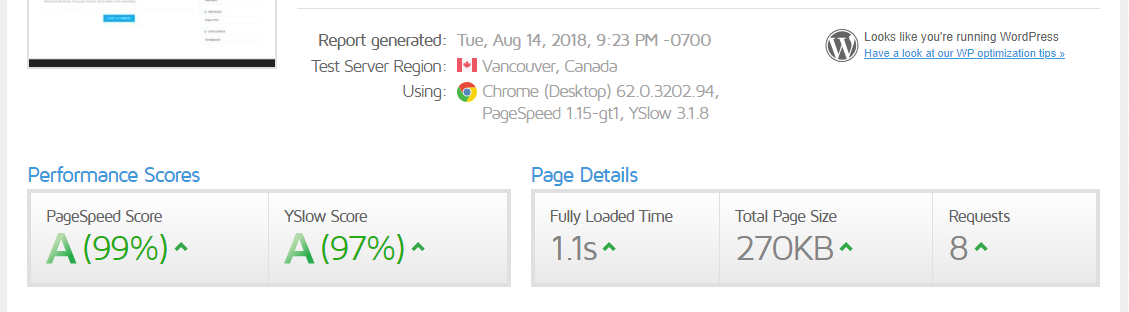 Report generated: Tue, Aug 14, 2018, 9:23 PM -0700
Test Server Region: Vancouver, Canada
Using: Chrome (Desktop) 62.0.3202.94,
PageSpeed 1.15-gt1, YSlow 3.1.8
Looks like you're running WordPress
Have a look at our WP optimization tips »
Performance Scores
PageSpeed Score
A (99%)
YSlow Score
A (97%)
Page Details
Fully Loaded Time
1.1s
Total Page Size
270KB
Requests
8